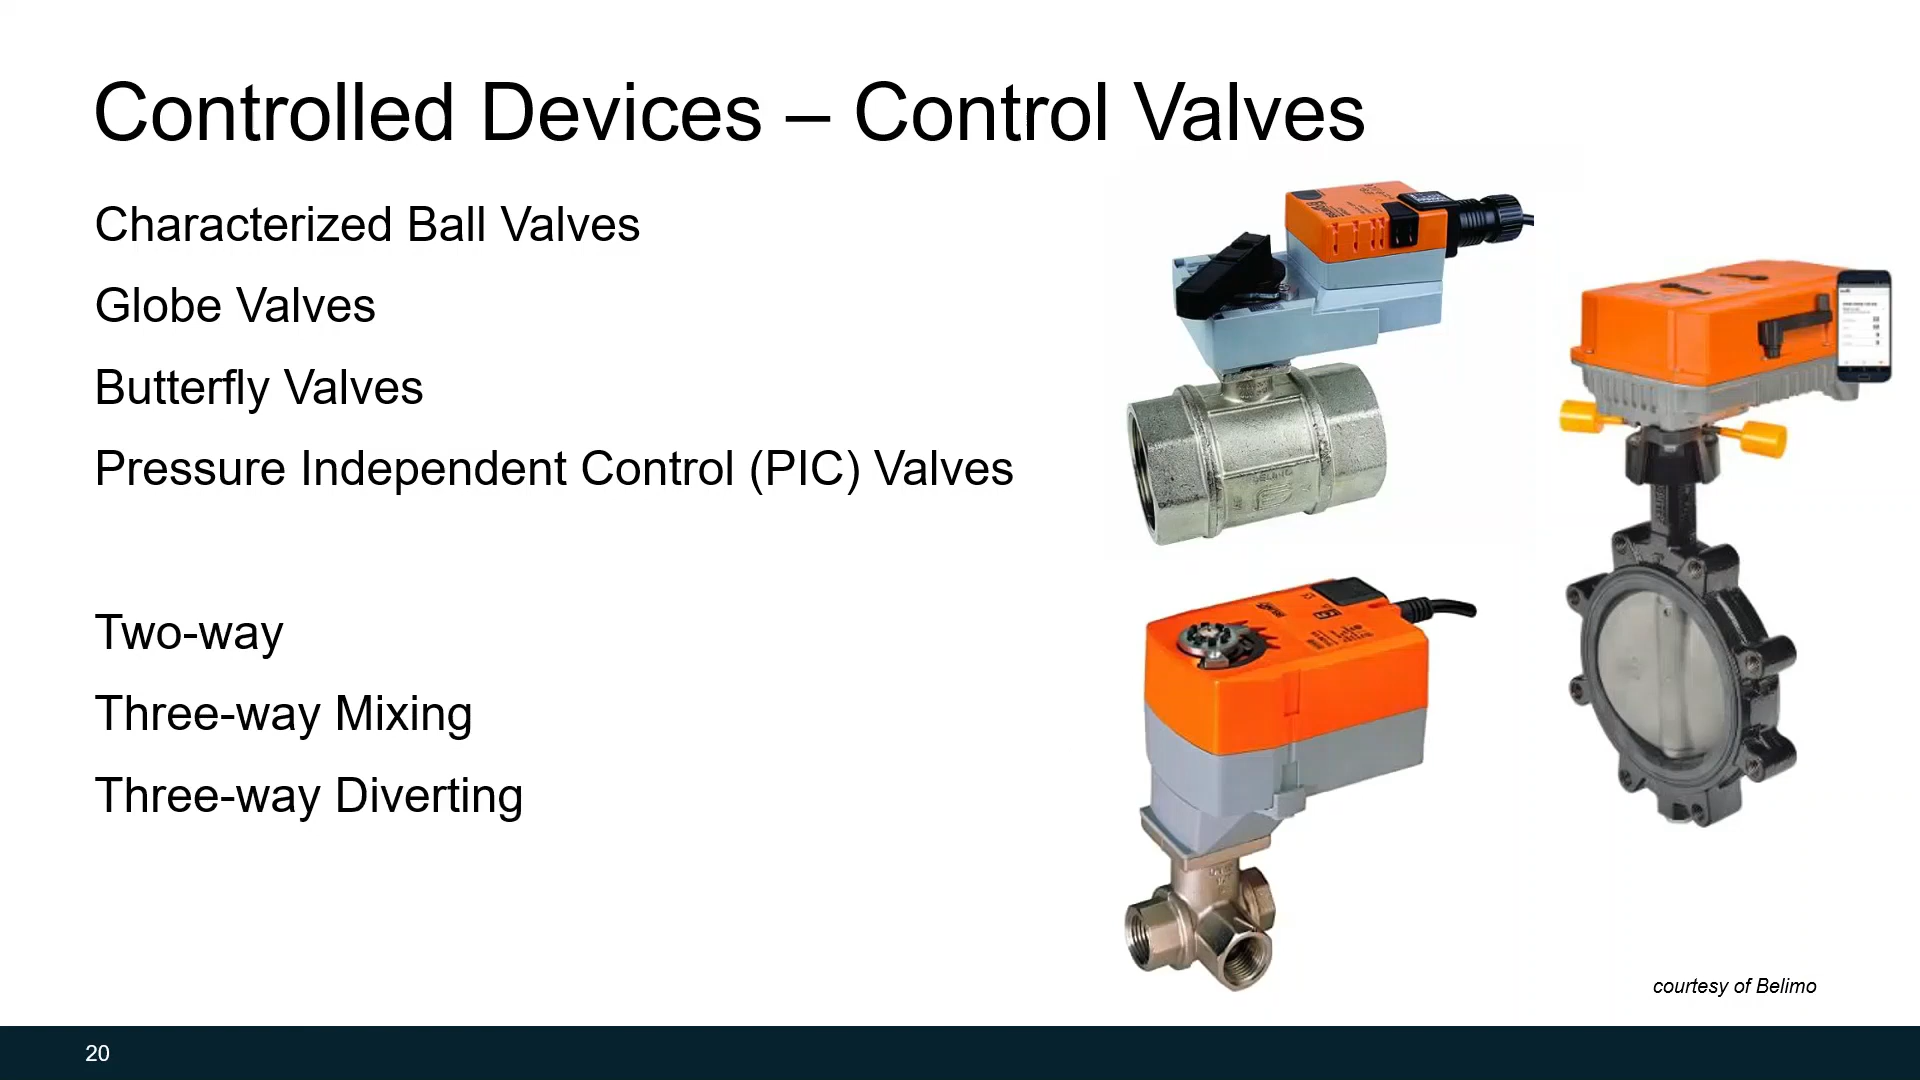 Controlled Devices – Control Valves
Characterized Ball Valves
Globe Valves
Butterfly Valves
Pressure Independent Control (PIC) Valves
Two-way
Three-way Mixing
Three-way Diverting
courtesy of Belimo
20